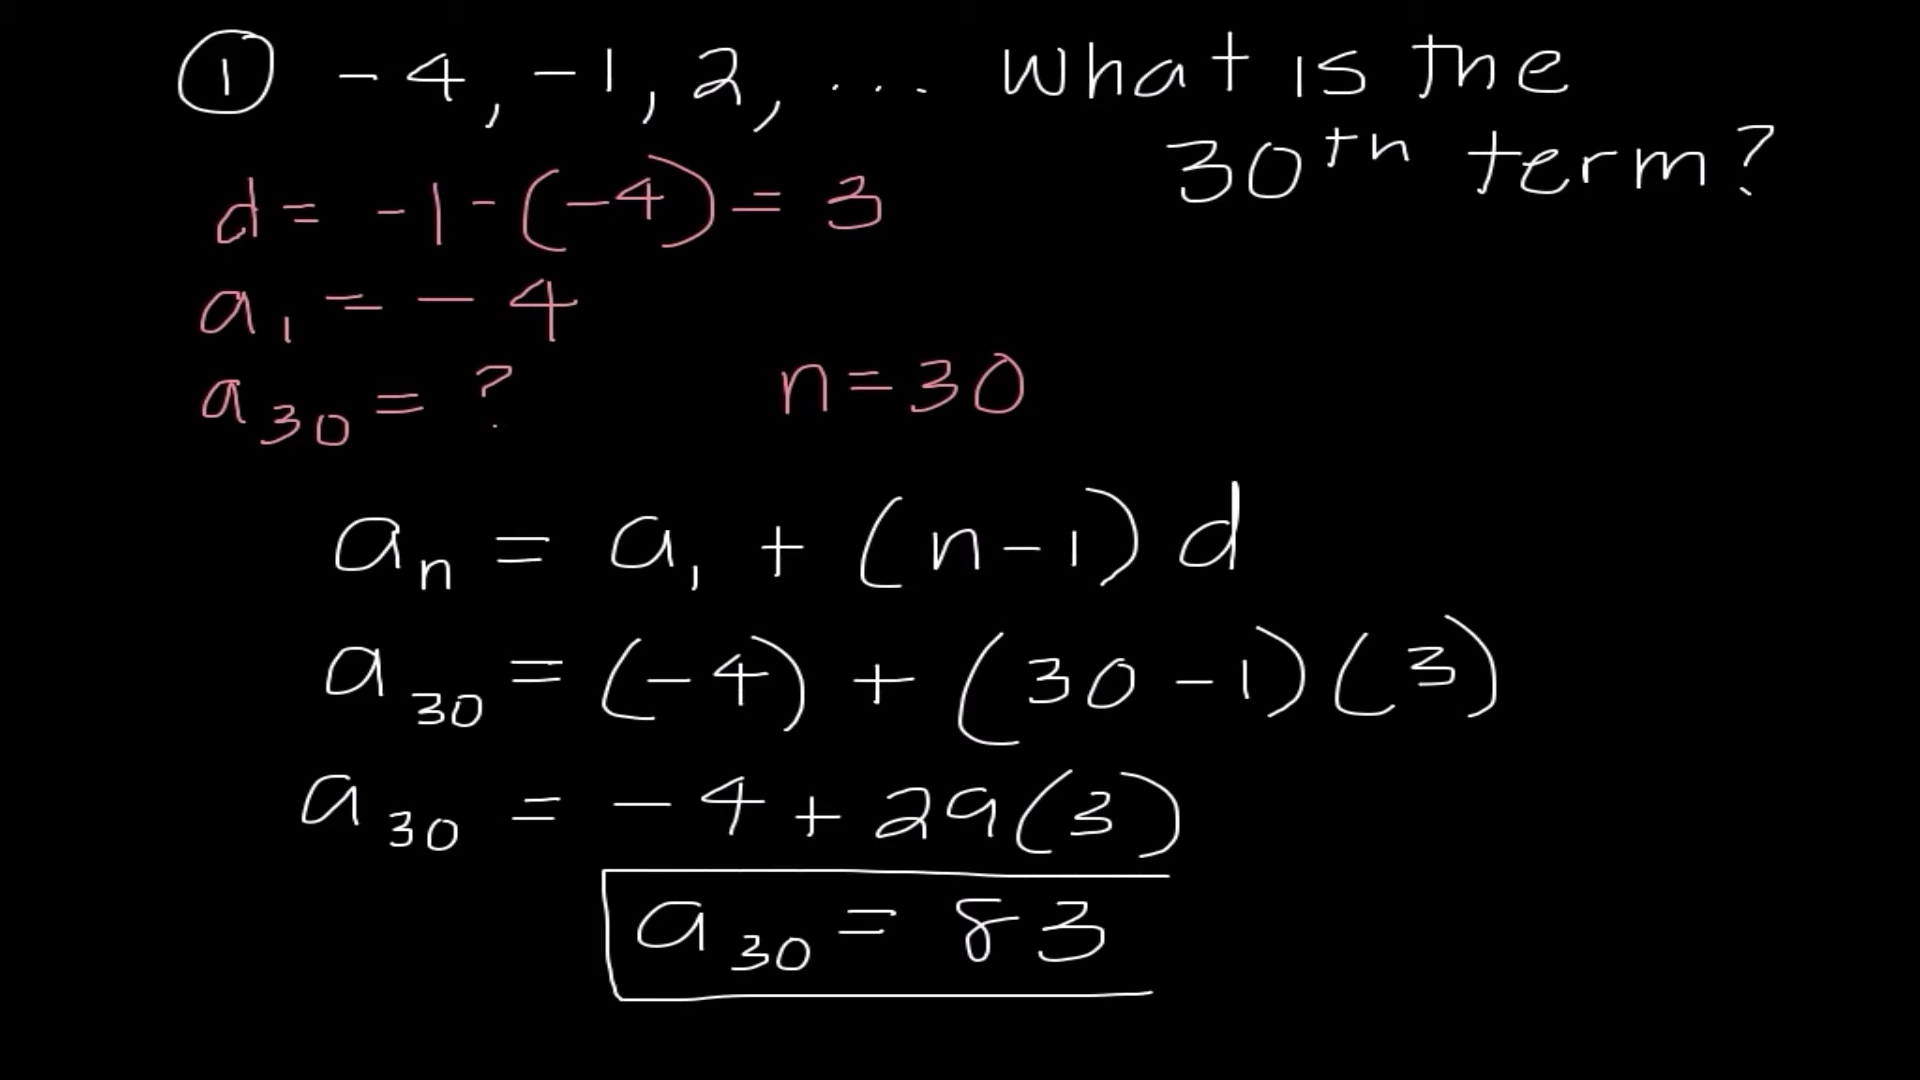 ① -4, -1, 2, ... What is the
30ᵗʰ term?
d = -1 - (-4) = 3
a₁ = -4
a₃₀ = ? n = 30
aₙ = a₁ + (n-1) d
a₃₀ = (-4) + (30-1)(3)
a₃₀ = -4 + 29(3)
a₃₀ = 83